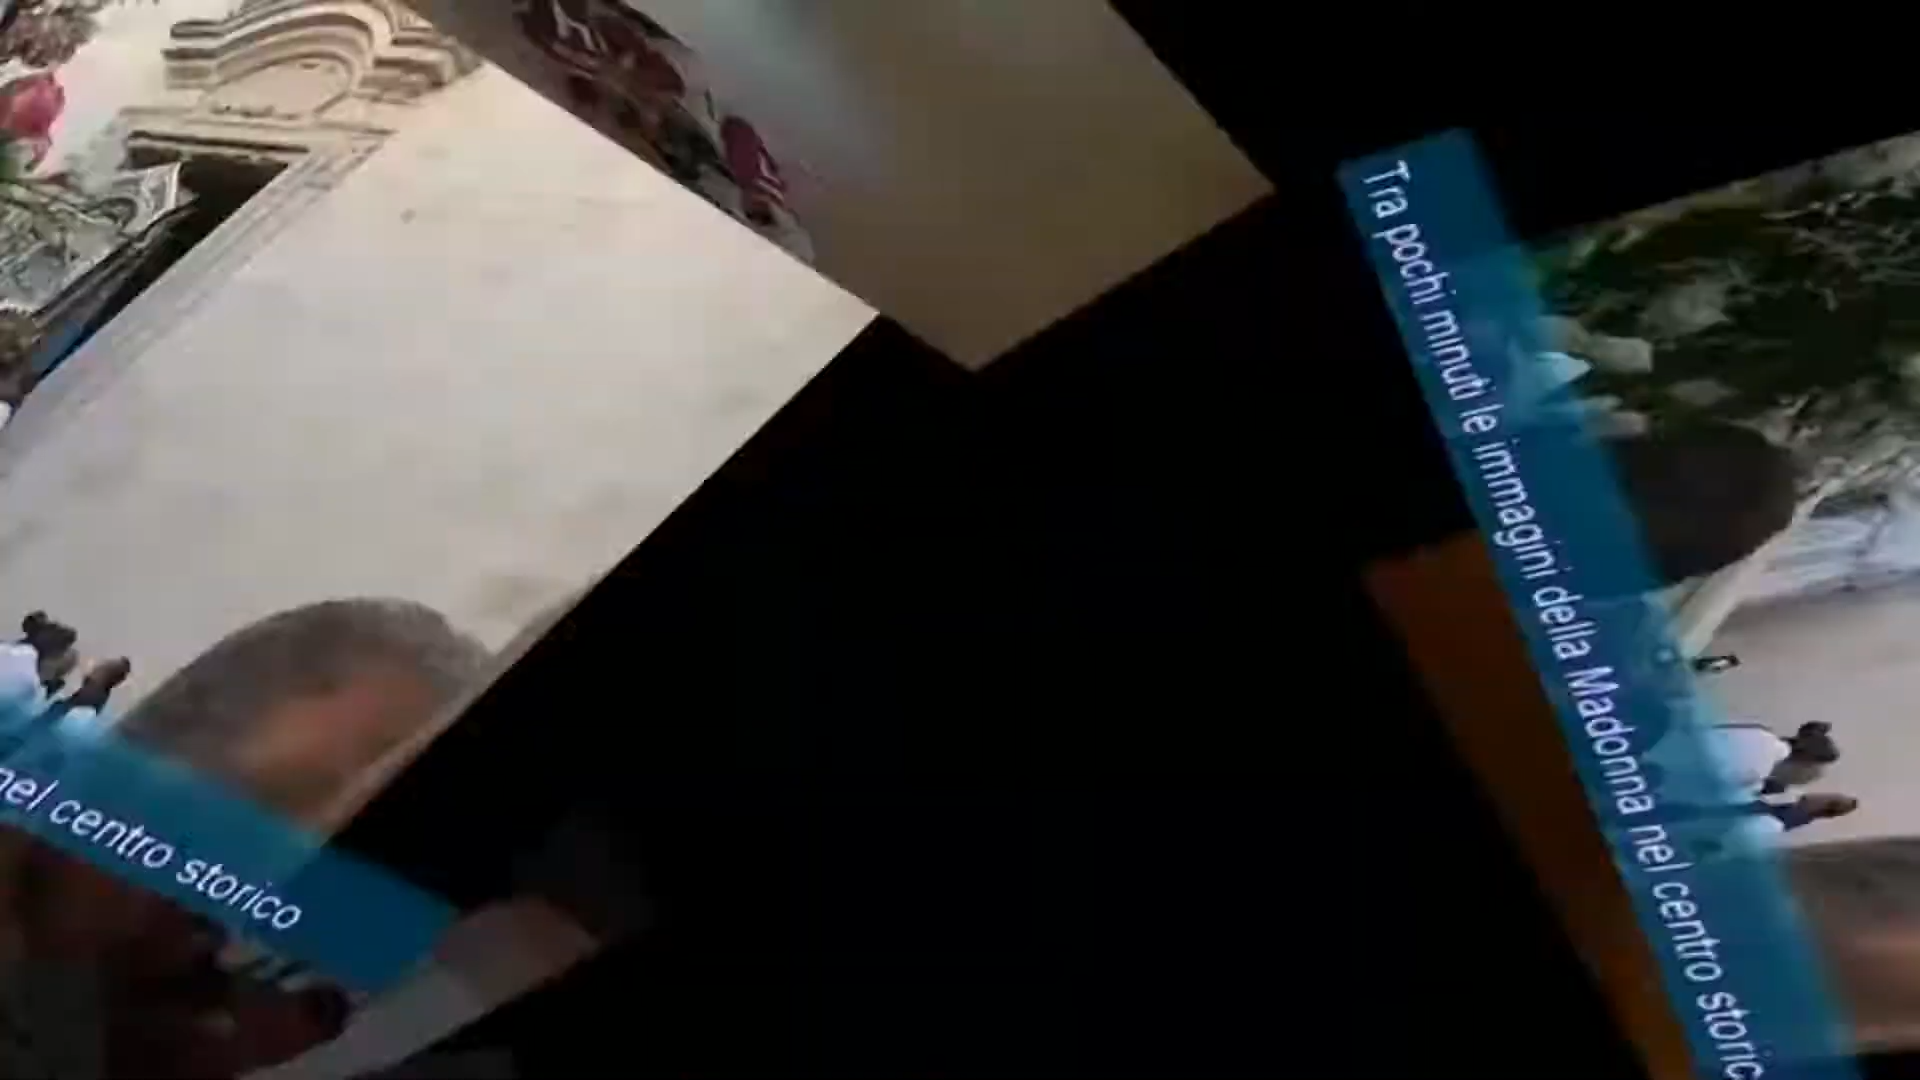 nel centro storico
Tra pochi minuti le immagini della Madonna nel centro storic